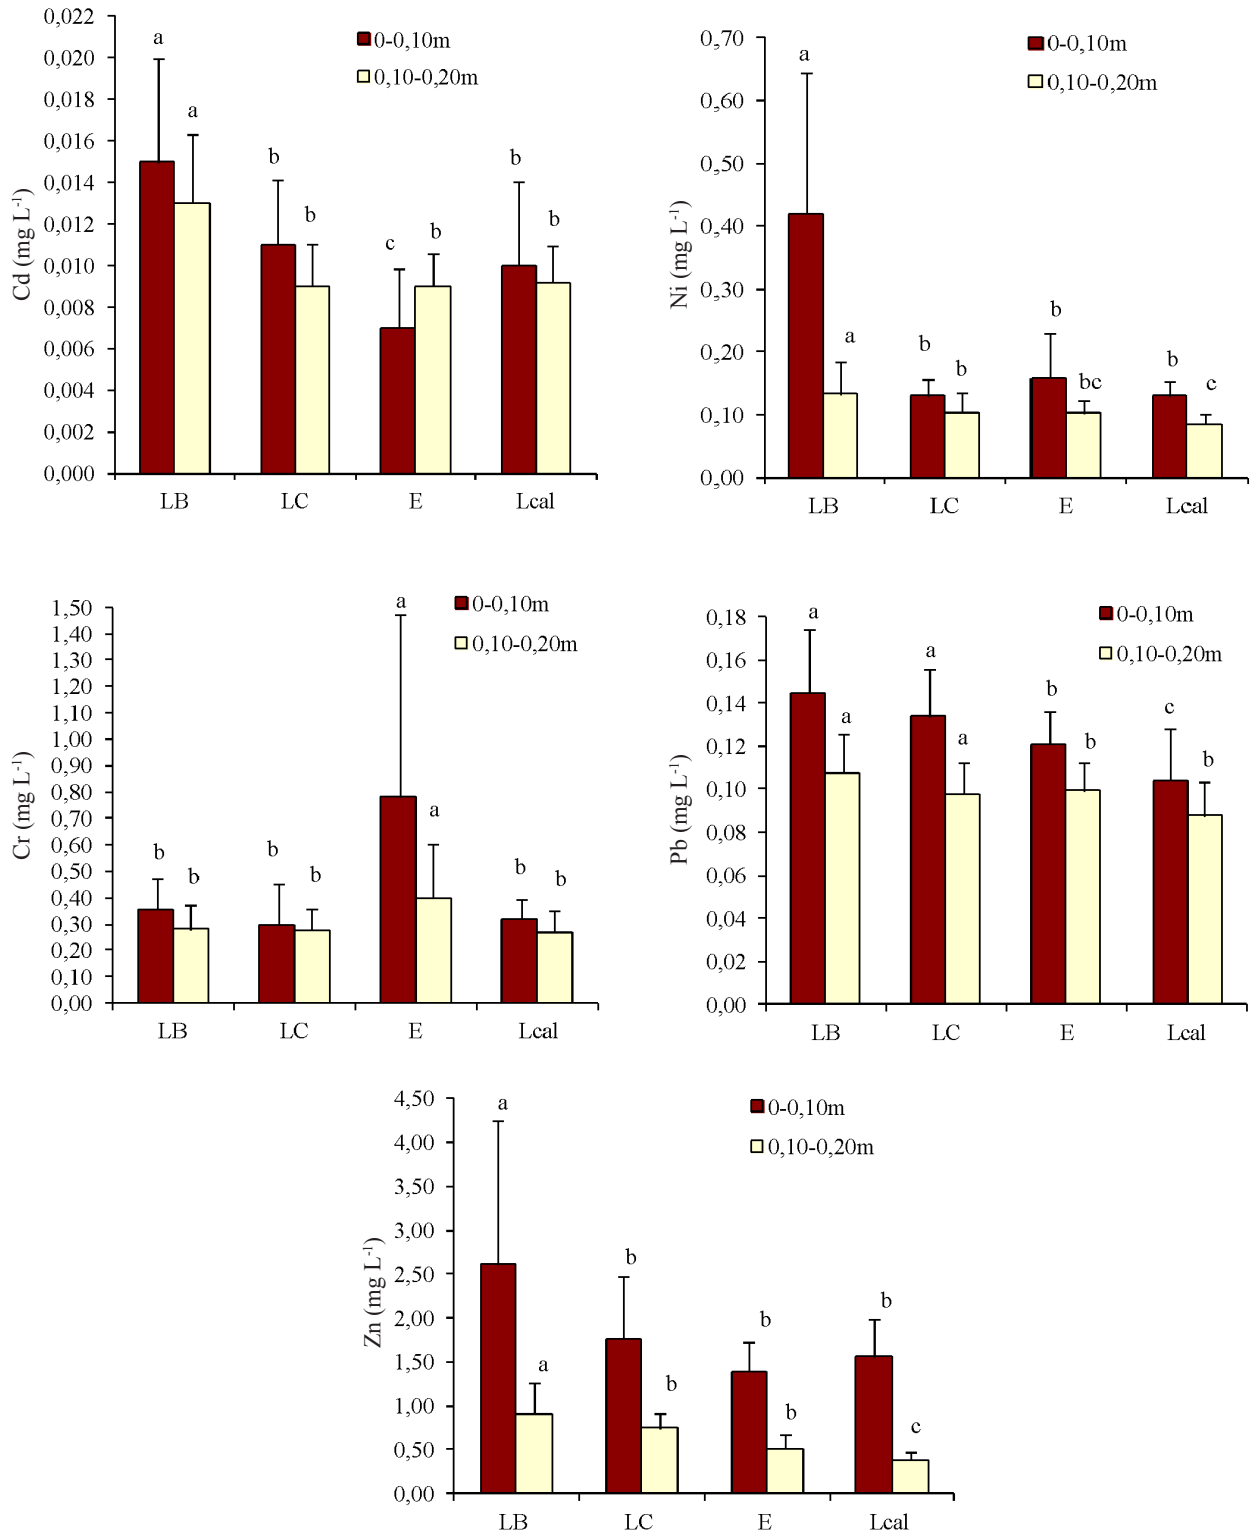 0,022
0,020
0,018
0,016
0,014
0,012
0,010
0,008
0,006
0,004
0,002
0,000
Cd (mg L-1)
0-0,10m
0,10-0,20m
a
a
b
b
c
b
b
b
LB LC E Lcal
0,70
0,60
0,50
0,40
0,30
0,20
0,10
0,00
Ni (mg L-1)
0-0,10m
0,10-0,20m
a
a
b
b
b
bc
b
c
LB LC E Lcal
1,50
1,40
1,30
1,20
1,10
1,00
0,90
0,80
0,70
0,60
0,50
0,40
0,30
0,20
0,10
0,00
Cr (mg L-1)
0-0,10m
0,10-0,20m
b
b
b
b
a
a
b
b
LB LC E Lcal
0,18
0,16
0,14
0,12
0,10
0,08
0,06
0,04
0,02
0,00
Pb (mg L-1)
0-0,10m
0,10-0,20m
a
a
a
a
b
b
c
b
LB LC E Lcal
4,50
4,00
3,50
3,00
2,50
2,00
1,50
1,00
0,50
0,00
Zn (mg L-1)
0-0,10m
0,10-0,20m
a
a
b
b
b
b
b
c
LB LC E Lcal